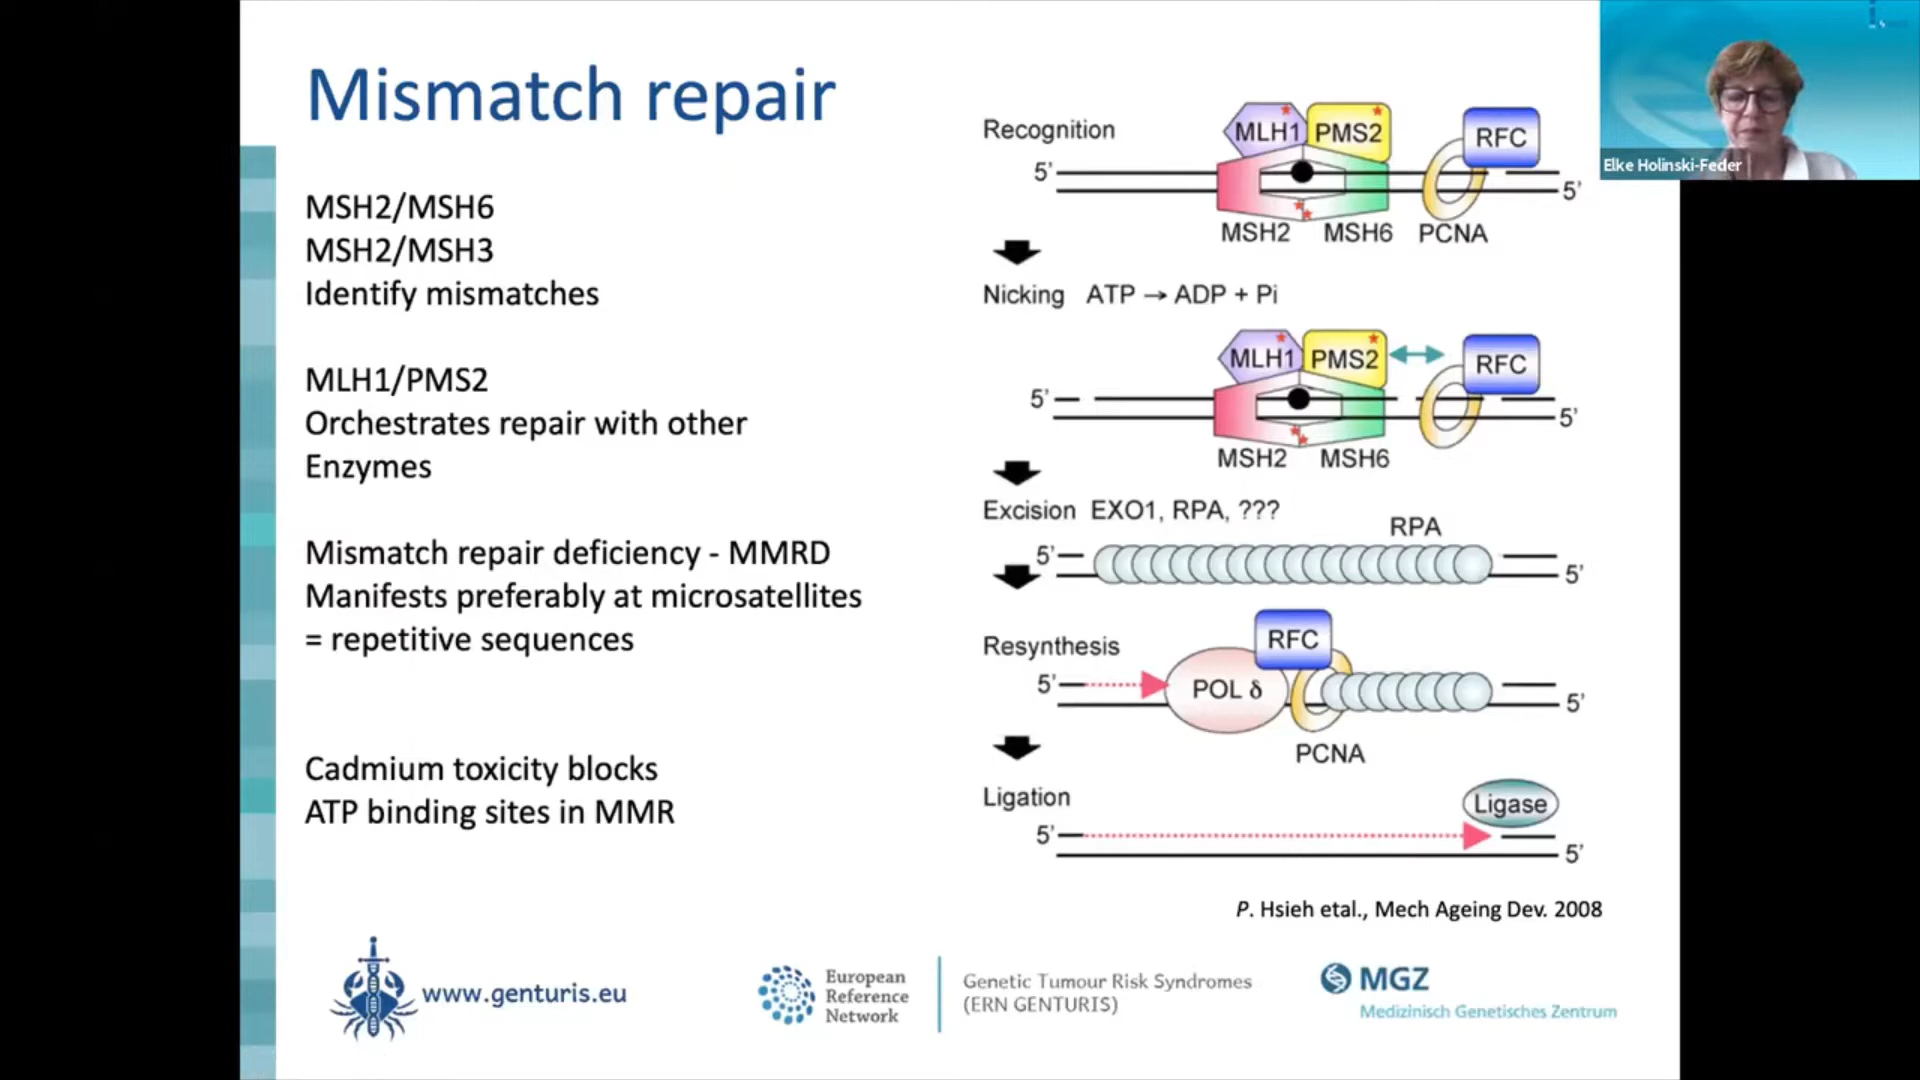 Mismatch repair
MSH2/MSH6
MSH2/MSH3
Identify mismatches
MLH1/PMS2
Orchestrates repair with other
Enzymes
Mismatch repair deficiency - MMRD
Manifests preferably at microsatellites
= repetitive sequences
Cadmium toxicity blocks
ATP binding sites in MMR
Recognition
MLH1 PMS2 RFC
5' 5'
MSH2 MSH6 PCNA
Nicking ATP → ADP + Pi
MLH1 PMS2 RFC
5' 5'
MSH2 MSH6
Excision EXO1, RPA, ???
RPA
5' 5'
Resynthesis
RFC
5' POL δ 5'
PCNA
Ligation
Ligase
5' 5'
P. Hsieh etal., Mech Ageing Dev. 2008
www.genturis.eu
European
Reference
Network
Genetic Tumour Risk Syndromes
(ERN GENTURIS)
MGZ
Medizinisch Genetisches Zentrum
Elke Holinski-Feder